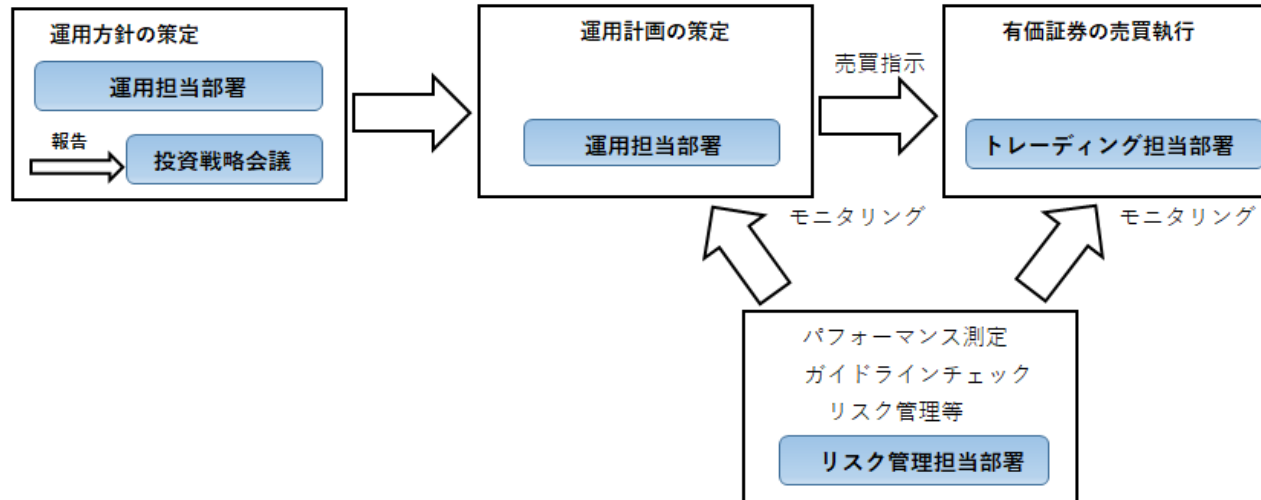 運用方針の策定
運用担当部署
報告
投資戦略会議
運用計画の策定
運用担当部署
売買指示
有価証券の売買執行
トレーディング担当部署
モニタリング
モニタリング
パフォーマンス測定
ガイドラインチェック
リスク管理等
リスク管理担当部署